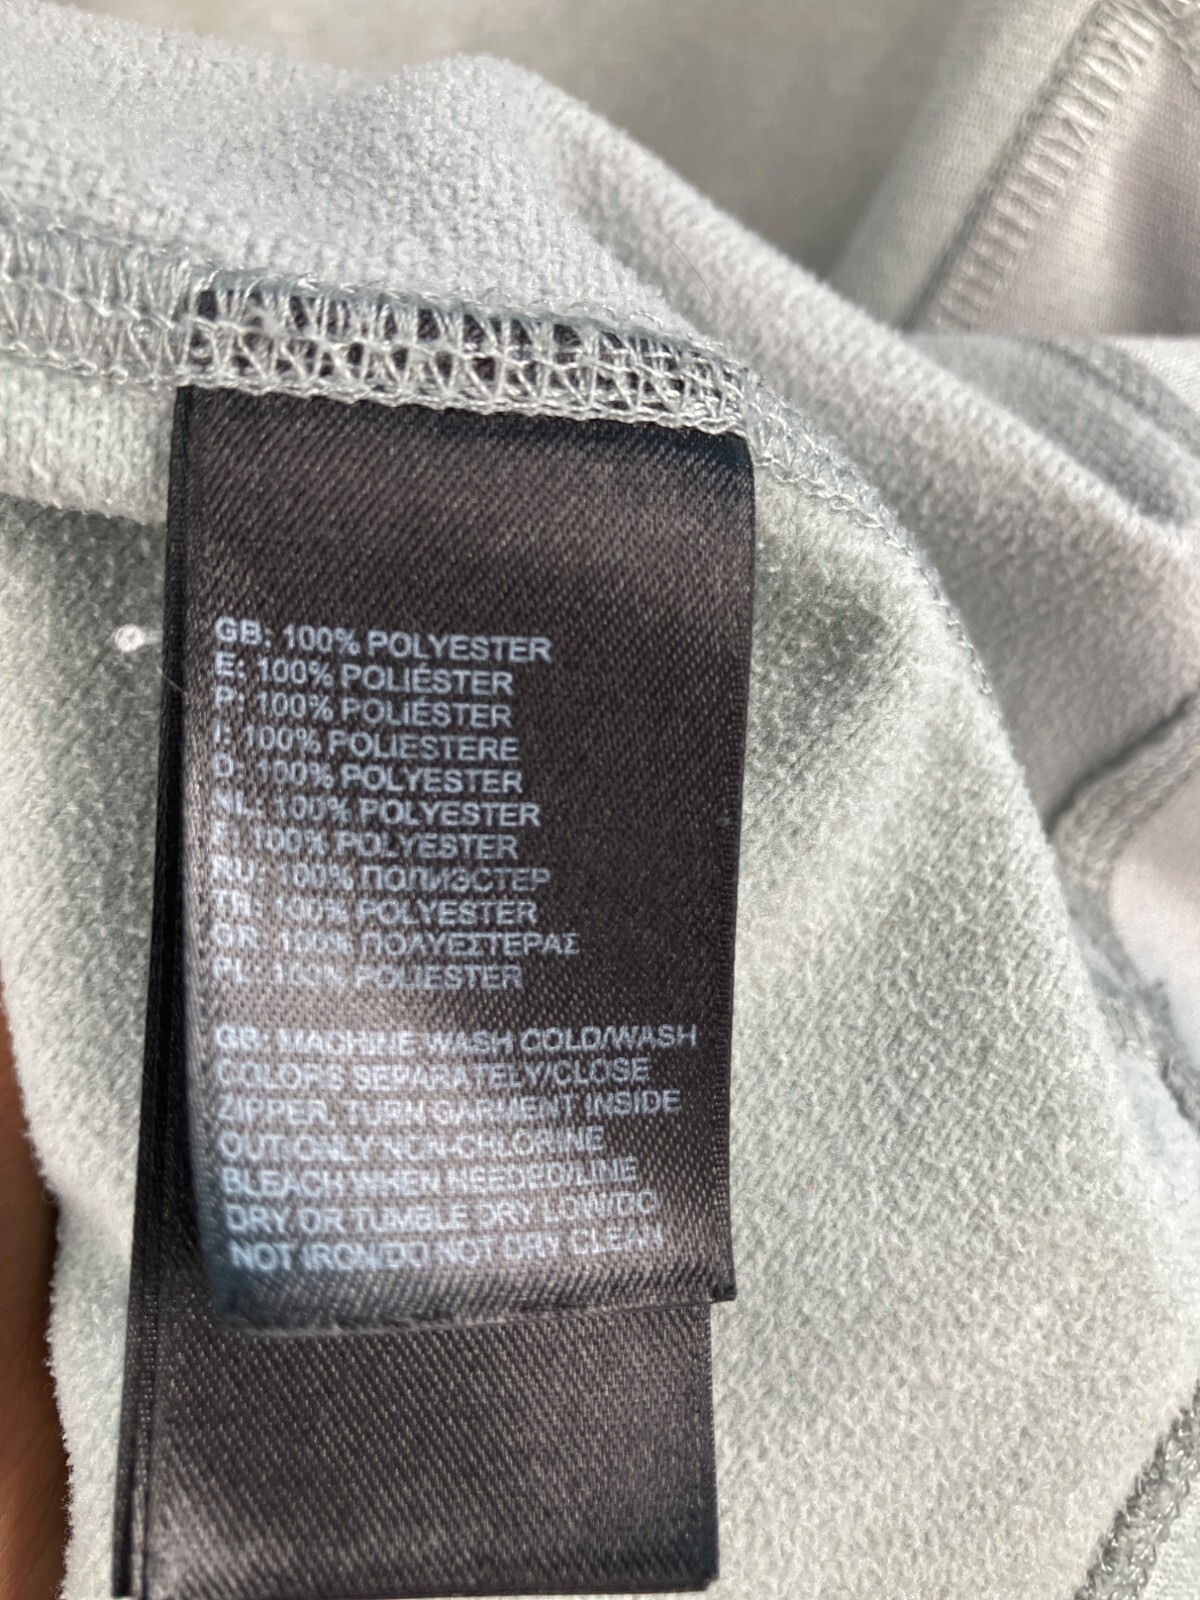 GB: 100% POLYESTER
E: 100% POLIÉSTER
P: 100% POLIÉSTER
I: 100% POLIESTERE
D: 100% POLYESTER
NL: 100% POLYESTER
F: 100% POLYESTER
RU: 100% ПОЛИЭСТЕР
TR: 100% POLYESTER
GR: 100% ΠΟΛΥΕΣΤΕΡΑΣ
PL: 100% POLIESTER
GB: MACHINE WASH COLD/WASH
COLORS SEPARATELY/CLOSE
ZIPPER, TURN GARMENT INSIDE
OUT/ONLY NON-CHLORINE
BLEACH WHEN NEEDED/LINE
DRY OR TUMBLE DRY LOW/DO
NOT IRON/DO NOT DRY CLEAN